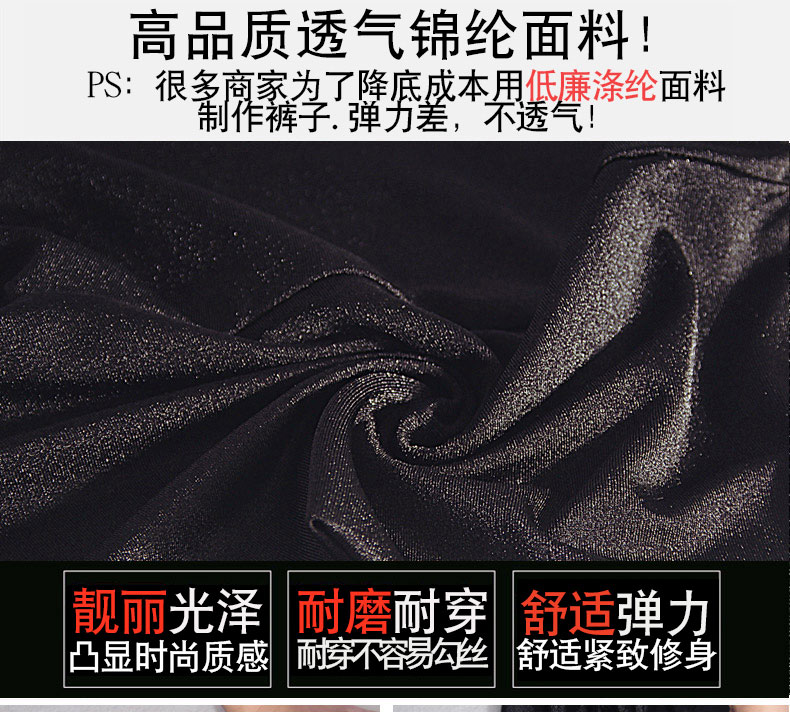 高品质透气锦纶面料!
PS: 很多商家为了降底成本用低廉涤纶面料
制作裤子.弹力差，不透气!
靓丽光泽
凸显时尚质感
耐磨耐穿
耐穿不容易勾丝
舒适弹力
舒适紧致修身